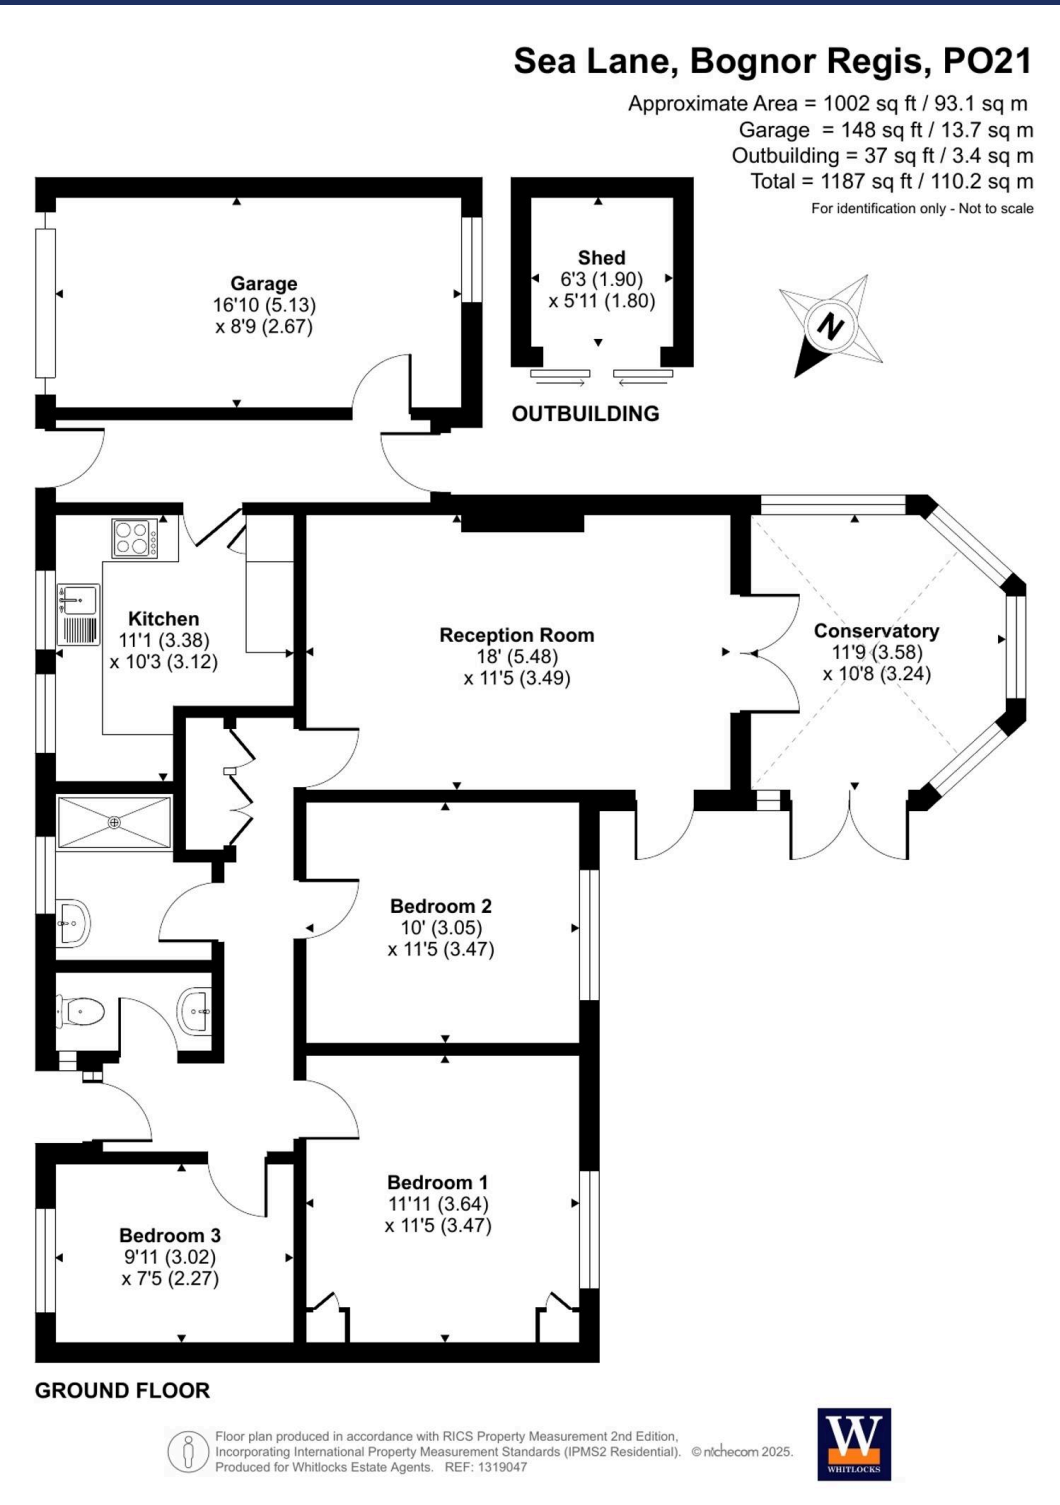 Sea Lane, Bognor Regis, PO21
Approximate Area = 1002 sq ft / 93.1 sq m
Garage = 148 sq ft / 13.7 sq m
Outbuilding = 37 sq ft / 3.4 sq m
Total = 1187 sq ft / 110.2 sq m
For identification only - Not to scale
Garage
16'10 (5.13)
x 8'9 (2.67)
Shed
6'3 (1.90)
x 5'11 (1.80)
N
OUTBUILDING
Kitchen
11'1 (3.38)
x 10'3 (3.12)
Reception Room
18' (5.48)
x 11'5 (3.49)
Conservatory
11'9 (3.58)
x 10'8 (3.24)
Bedroom 2
10' (3.05)
x 11'5 (3.47)
Bedroom 1
11'11 (3.64)
x 11'5 (3.47)
Bedroom 3
9'11 (3.02)
x 7'5 (2.27)
GROUND FLOOR
Floor plan produced in accordance with RICS Property Measurement 2nd Edition,
Incorporating International Property Measurement Standards (IPMS2 Residential). © nichecom 2025.
Produced for Whitlocks Estate Agents. REF: 1319047
W
WHITLOCKS